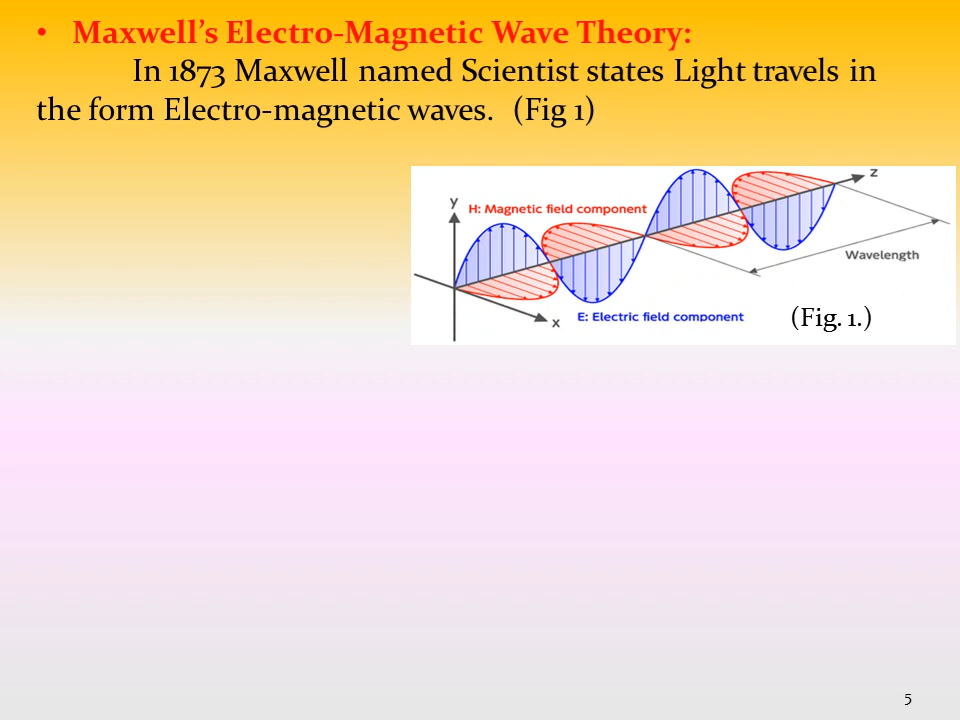 • Maxwell’s Electro-Magnetic Wave Theory:
In 1873 Maxwell named Scientist states Light travels in
the form Electro-magnetic waves. (Fig 1)
z
y
H: Magnetic field component
Wavelength
x
E: Electric field component
(Fig. 1.)
5